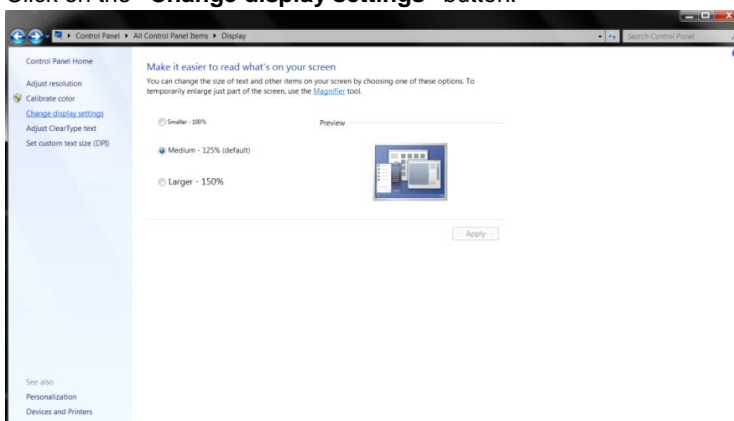 Click on the "Change display settings" button.
Control Panel ▸ All Control Panel Items ▸ Display
Search Control Panel
Control Panel Home
Adjust resolution
Calibrate color
Change display settings
Adjust ClearType text
Set custom text size (DPI)
Make it easier to read what's on your screen
You can change the size of text and other items on your screen by choosing one of these options. To
temporarily enlarge just part of the screen, use the Magnifier tool.
Smaller - 100%
Preview
Medium - 125% (default)
Larger - 150%
Apply
See also
Personalization
Devices and Printers